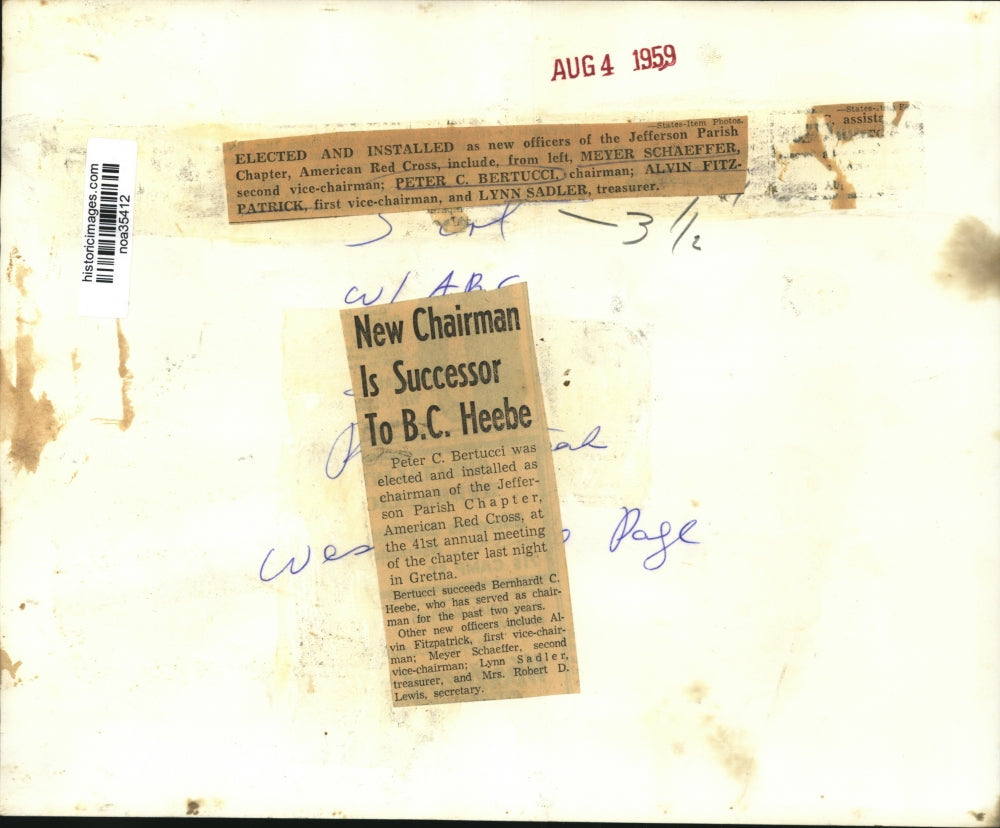 AUG 4 1959
—States-Item Photos.
ELECTED AND INSTALLED as new officers of the Jefferson Parish
Chapter, American Red Cross, include, from left, MEYER SCHAEFFER,
second vice-chairman; PETER C. BERTUCCI, chairman; ALVIN FITZ-
PATRICK, first vice-chairman, and LYNN SADLER, treasurer.
—States-It
assista
historicimages.com
noa35412
3 1/2
W/ ARC
New Chairman
Is Successor
To B.C. Heebe
Peter C. Bertucci was
elected and installed as
chairman of the Jeffer-
son Parish Chapter,
American Red Cross, at
the 41st annual meeting
of the chapter last night
in Gretna.
Bertucci succeeds Bernhardt C.
Heebe, who has served as chair-
man for the past two years.
Other new officers include Al-
vin Fitzpatrick, first vice-chair-
man; Meyer Schaeffer, second
vice-chairman; Lynn Sadler,
treasurer, and Mrs. Robert D.
Lewis, secretary.
Wes Page